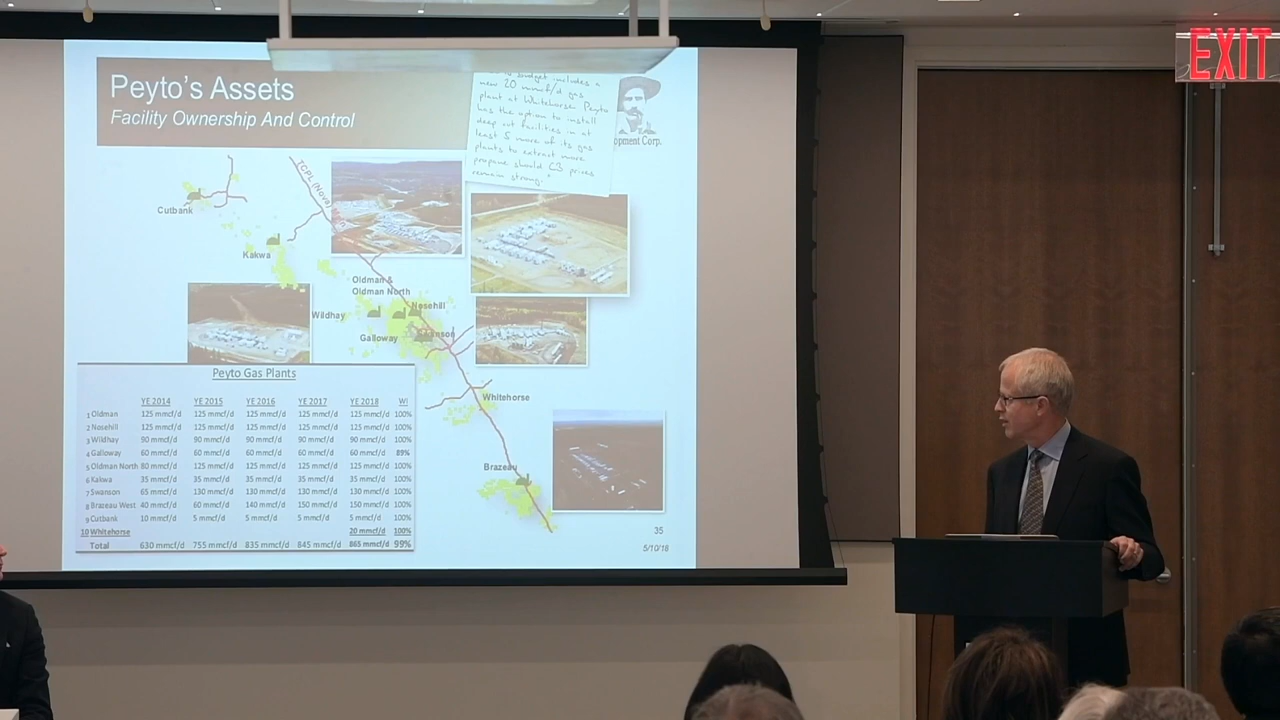 EXIT
Peyto's Assets
Facility Ownership And Control
budget includes a
new 20 mmcf/d gas
plant at Whitehorse. Peyto
has the option to install
deep cut facilities in at
least 5 more of its gas
plants to extract more
propane should C3 prices
remain strong."
opment Corp.
TCPL (Nova)
Cutbank
Kakwa
Oldman &
Oldman North
Wildhay
Nosehill
Galloway
Swanson
Whitehorse
Brazeau
Peyto Gas Plants
YE 2014 YE 2015 YE 2016 YE 2017 YE 2018 WI
1 Oldman 125 mmcf/d 125 mmcf/d 125 mmcf/d 125 mmcf/d 125 mmcf/d 100%
2 Nosehill 125 mmcf/d 125 mmcf/d 125 mmcf/d 125 mmcf/d 125 mmcf/d 100%
3 Wildhay 90 mmcf/d 90 mmcf/d 90 mmcf/d 90 mmcf/d 90 mmcf/d 100%
4 Galloway 60 mmcf/d 60 mmcf/d 60 mmcf/d 60 mmcf/d 60 mmcf/d 89%
5 Oldman North 80 mmcf/d 125 mmcf/d 125 mmcf/d 125 mmcf/d 125 mmcf/d 100%
6 Kakwa 35 mmcf/d 35 mmcf/d 35 mmcf/d 35 mmcf/d 35 mmcf/d 100%
7 Swanson 65 mmcf/d 130 mmcf/d 130 mmcf/d 130 mmcf/d 130 mmcf/d 100%
8 Brazeau West 40 mmcf/d 60 mmcf/d 140 mmcf/d 150 mmcf/d 150 mmcf/d 100%
9 Cutbank 10 mmcf/d 5 mmcf/d 5 mmcf/d 5 mmcf/d 5 mmcf/d 100%
10 Whitehorse 20 mmcf/d 100%
Total 630 mmcf/d 755 mmcf/d 835 mmcf/d 845 mmcf/d 865 mmcf/d 99%
35
5/10/18